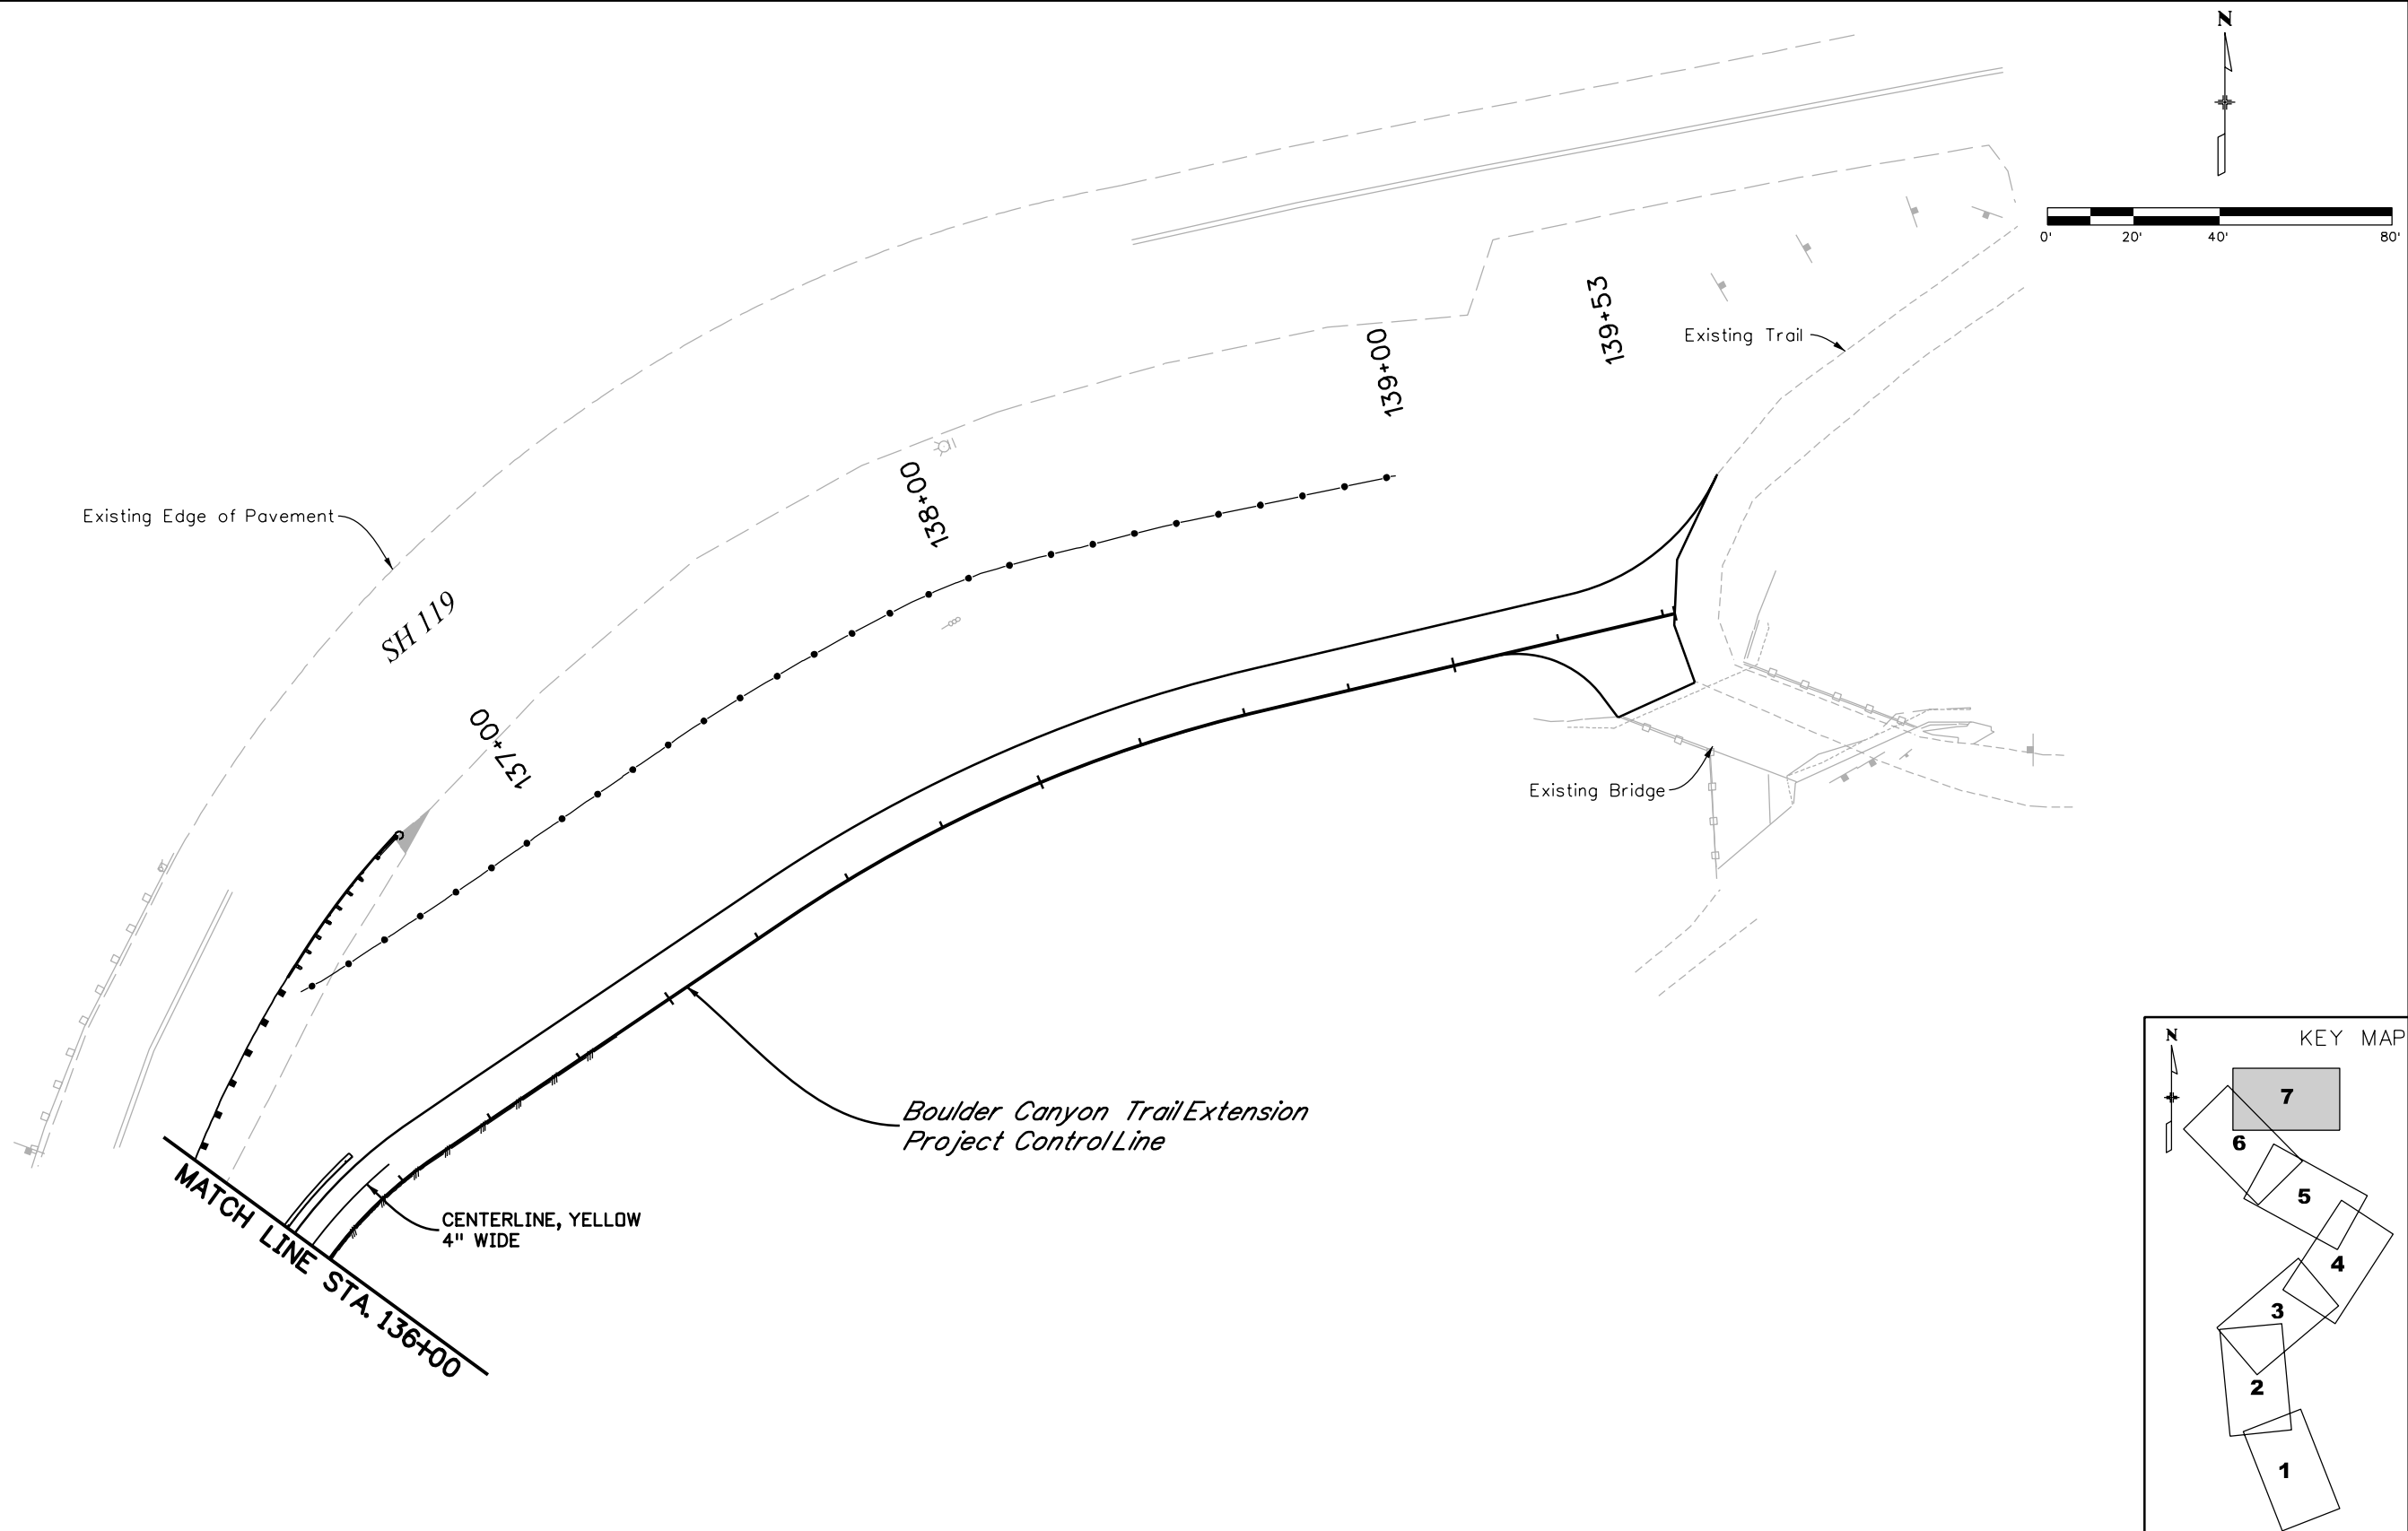 N
0' 20' 40' 80'
139+53
139+00
Existing Trail
138+00
Existing Edge of Pavement
SH 119
137+00
Existing Bridge
Boulder Canyon Trail Extension
Project Control Line
CENTERLINE, YELLOW
4" WIDE
MATCH LINE STA. 136+00
N
KEY MAP
7
6
5
4
3
2
1